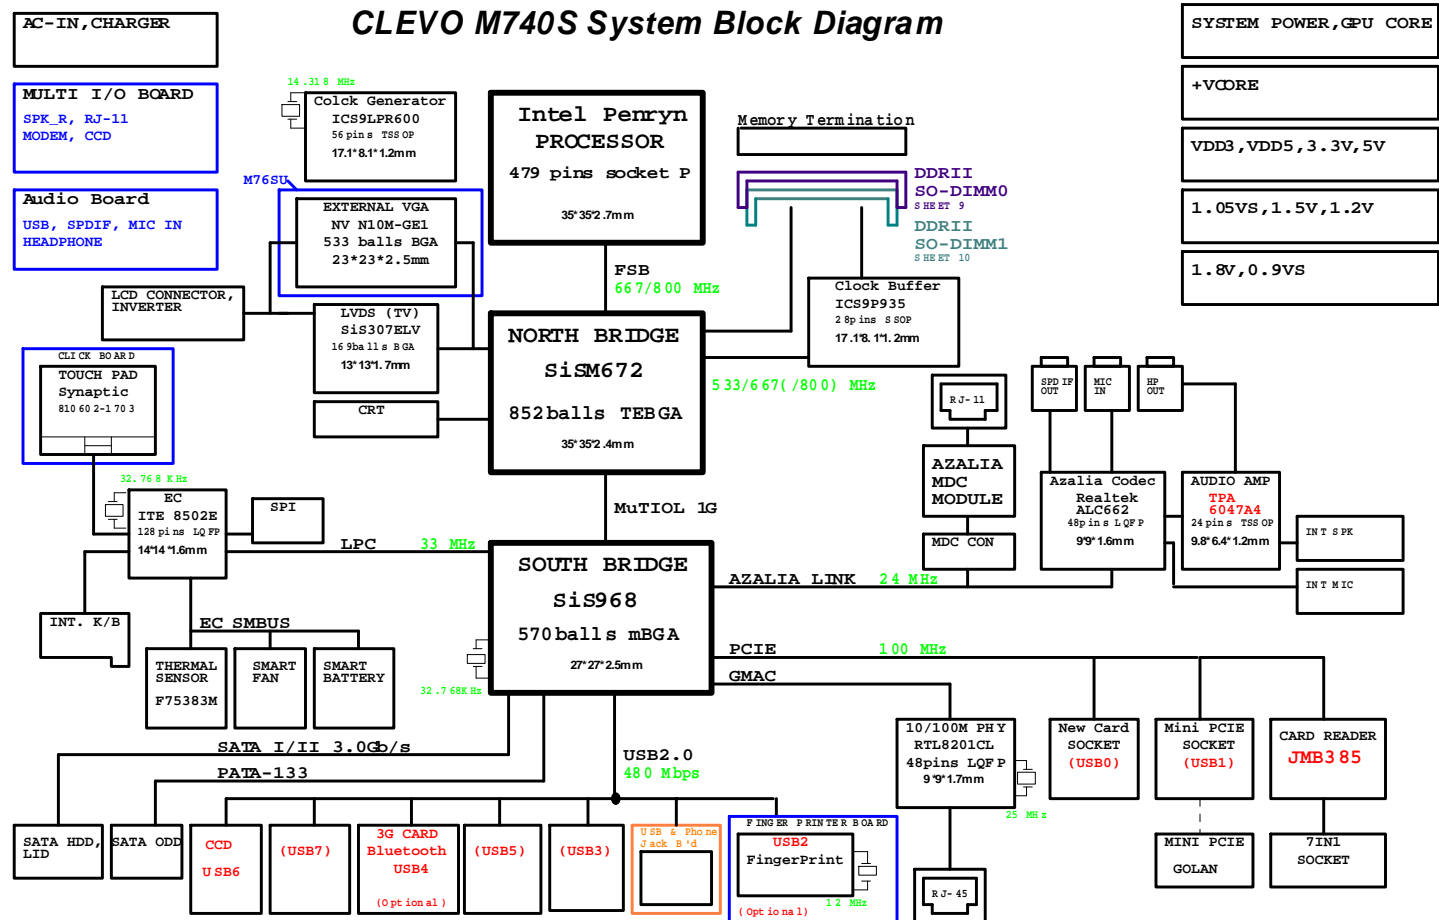 CLEVO M740S System Block Diagram
AC-IN,CHARGER
MULTI I/O BOARD
SPK_R, RJ-11
MODEM, CCD
Audio Board
USB, SPDIF, MIC IN
HEADPHONE
SYSTEM POWER,GPU CORE
+VCORE
VDD3,VDD5,3.3V,5V
1.05VS,1.5V,1.2V
1.8V,0.9VS
14.318 MHz
Colck Generator
ICS9LPR600
56pins TSSOP
17.1*8.1*1.2mm
Intel Penryn
PROCESSOR
479 pins socket P
35*35*2.7mm
Memory Termination
DDRII
SO-DIMM0
SHEET 9
DDRII
SO-DIMM1
SHEET 10
M76SU
EXTERNAL VGA
NV N10M-GE1
533 balls BGA
23*23*2.5mm
FSB
667/800 MHz
Clock Buffer
ICS9P935
28pins SSOP
17.1*8.1*1.2mm
LCD CONNECTOR,
INVERTER
LVDS (TV)
SiS307ELV
169balls BGA
13*13*1.7mm
NORTH BRIDGE
SiSM672
852balls TEBGA
35*35*2.4mm
533/667(/800) MHz
CRT
CLICK BOARD
TOUCH PAD
Synaptic
810602-1703
RJ-11
SPDIF
OUT
MIC
IN
HP
OUT
AZALIA
MDC
MODULE
MDC CON
Azalia Codec
Realtek
ALC662
48pins LQFP
9*9*1.6mm
AUDIO AMP
TPA
6047A4
24pins TSSOP
9.8*6.4*1.2mm
INT SPK
INT MIC
32.768KHz
EC
ITE 8502E
128pins LQFP
14*14*1.6mm
SPI
MuTIOL 1G
LPC
33 MHz
SOUTH BRIDGE
SiS968
570balls mBGA
27*27*2.5mm
AZALIA LINK
24 MHz
INT. K/B
EC SMBUS
THERMAL
SENSOR
F75383M
SMART
FAN
SMART
BATTERY
32.768KHz
PCIE
100 MHz
GMAC
10/100M PHY
RTL8201CL
48pins LQFP
9*9*1.7mm
25 MHz
New Card
SOCKET
(USB0)
Mini PCIE
SOCKET
(USB1)
CARD READER
JMB385
SATA I/II 3.0Gb/s
PATA-133
USB2.0
480 Mbps
SATA HDD,
LID
SATA ODD
CCD
USB6
(USB7)
3G CARD
Bluetooth
USB4
(Optional)
(USB5)
(USB3)
USB & Phone
Jack B'd
FINGER PRINTER BOARD
USB2
FingerPrint
12 MHz
(Optional)
RJ-45
MINI PCIE
GOLAN
7IN1
SOCKET